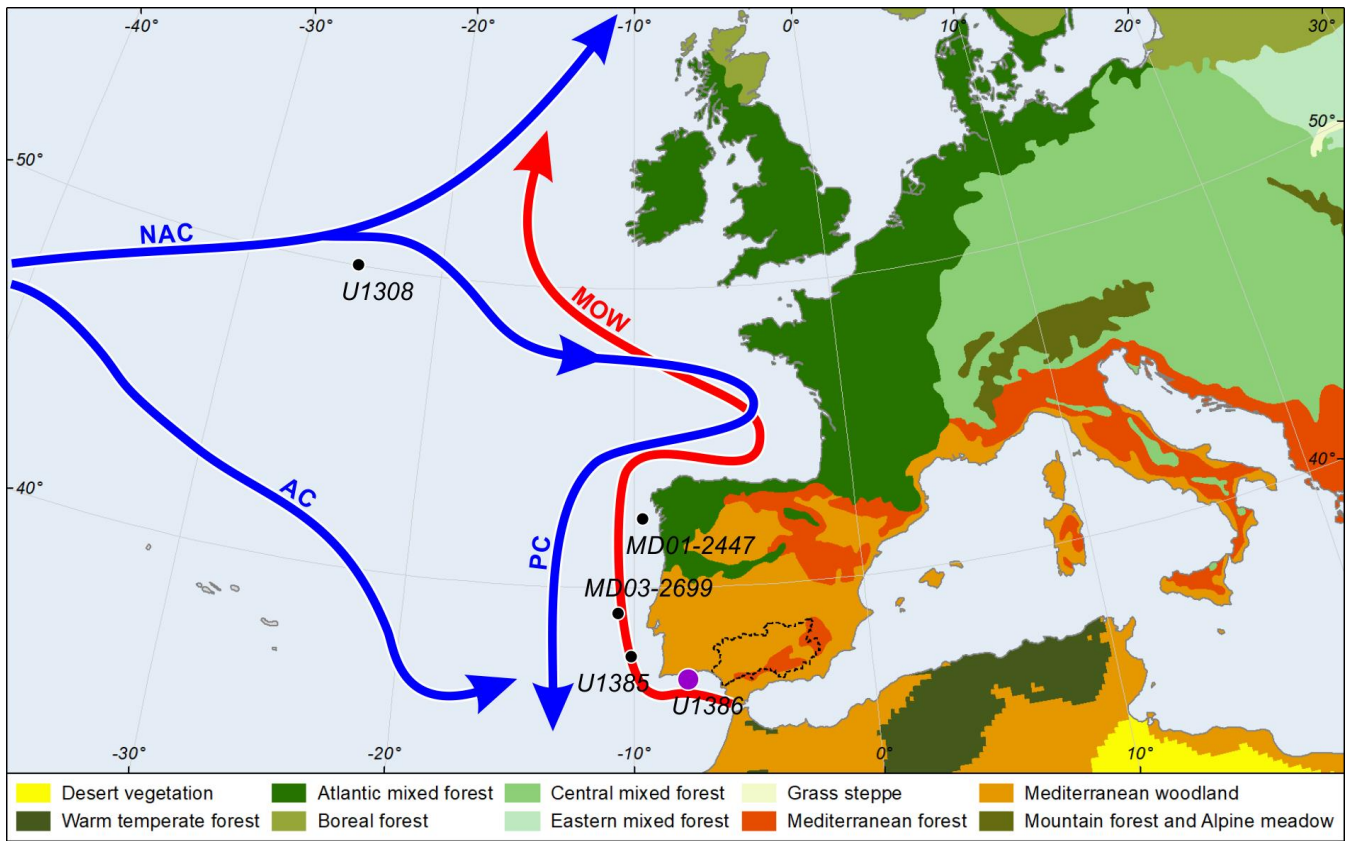 -40° -30° -20° -10° 0° 10° 20° 30°
50°
50°
NAC
U1308
MOW
40°
40°
AC
PC
MD01-2447
MD03-2699
U1385
U1386
-30° -20° -10° 0° 10°
Desert vegetation Atlantic mixed forest Central mixed forest Grass steppe Mediterranean woodland
Warm temperate forest Boreal forest Eastern mixed forest Mediterranean forest Mountain forest and Alpine meadow